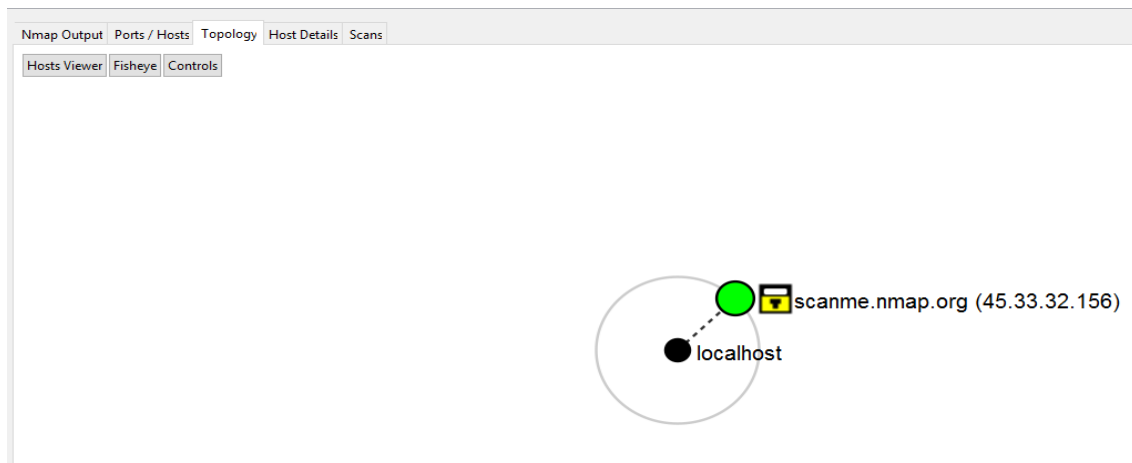 Nmap Output Ports / Hosts Topology Host Details Scans
Hosts Viewer Fisheye Controls
scanme.nmap.org (45.33.32.156)
localhost